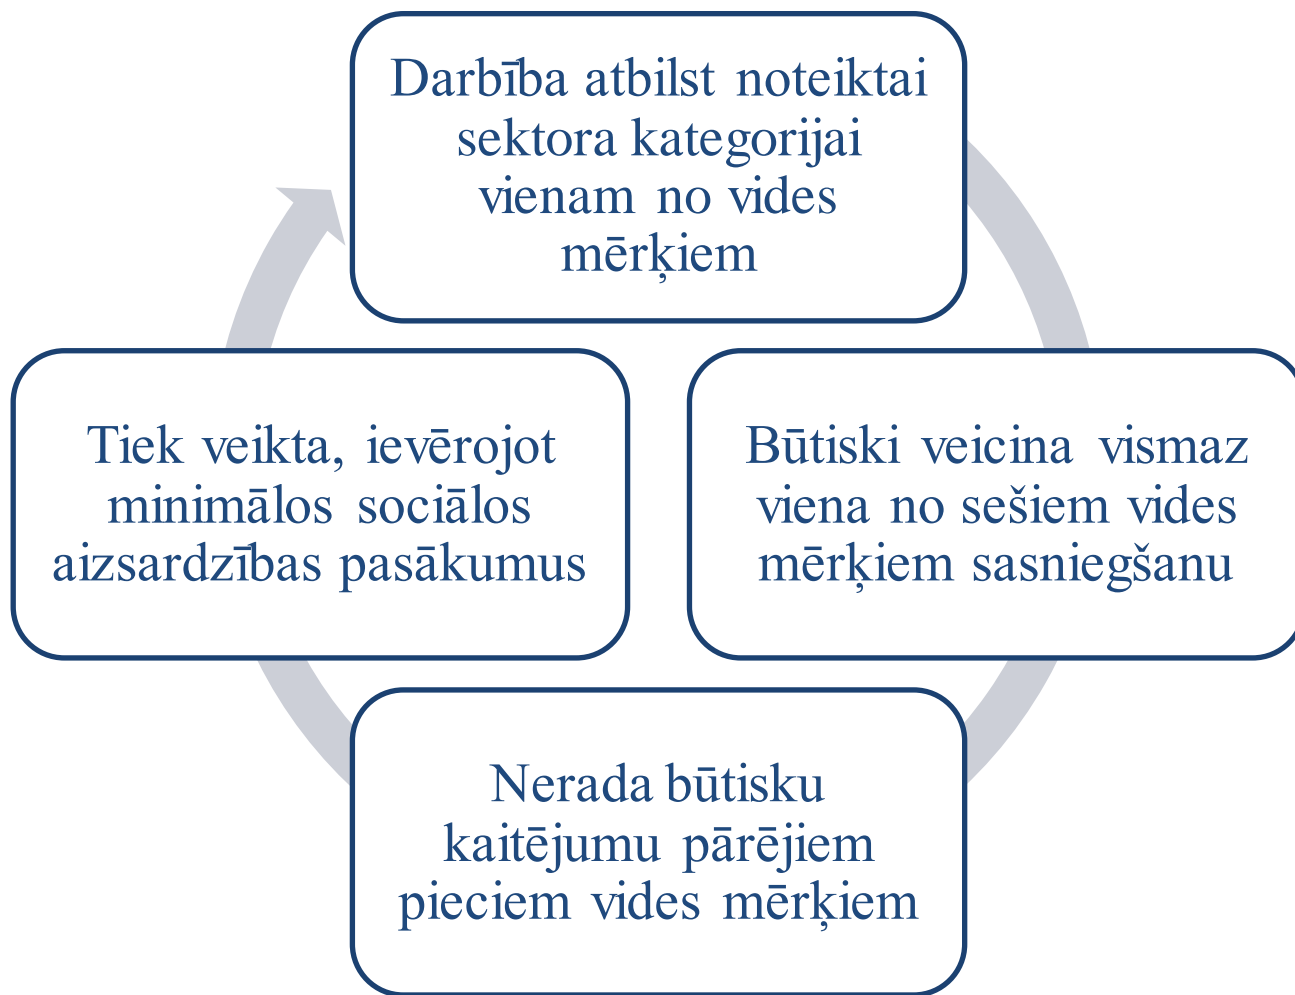 Darbība atbilst noteiktai
sektora kategorijai
vienam no vides
mērķiem
Būtiski veicina vismaz
viena no sešiem vides
mērķiem sasniegšanu
Nerada būtisku
kaitējumu pārējiem
pieciem vides mērķiem
Tiek veikta, ievērojot
minimālos sociālos
aizsardzības pasākumus